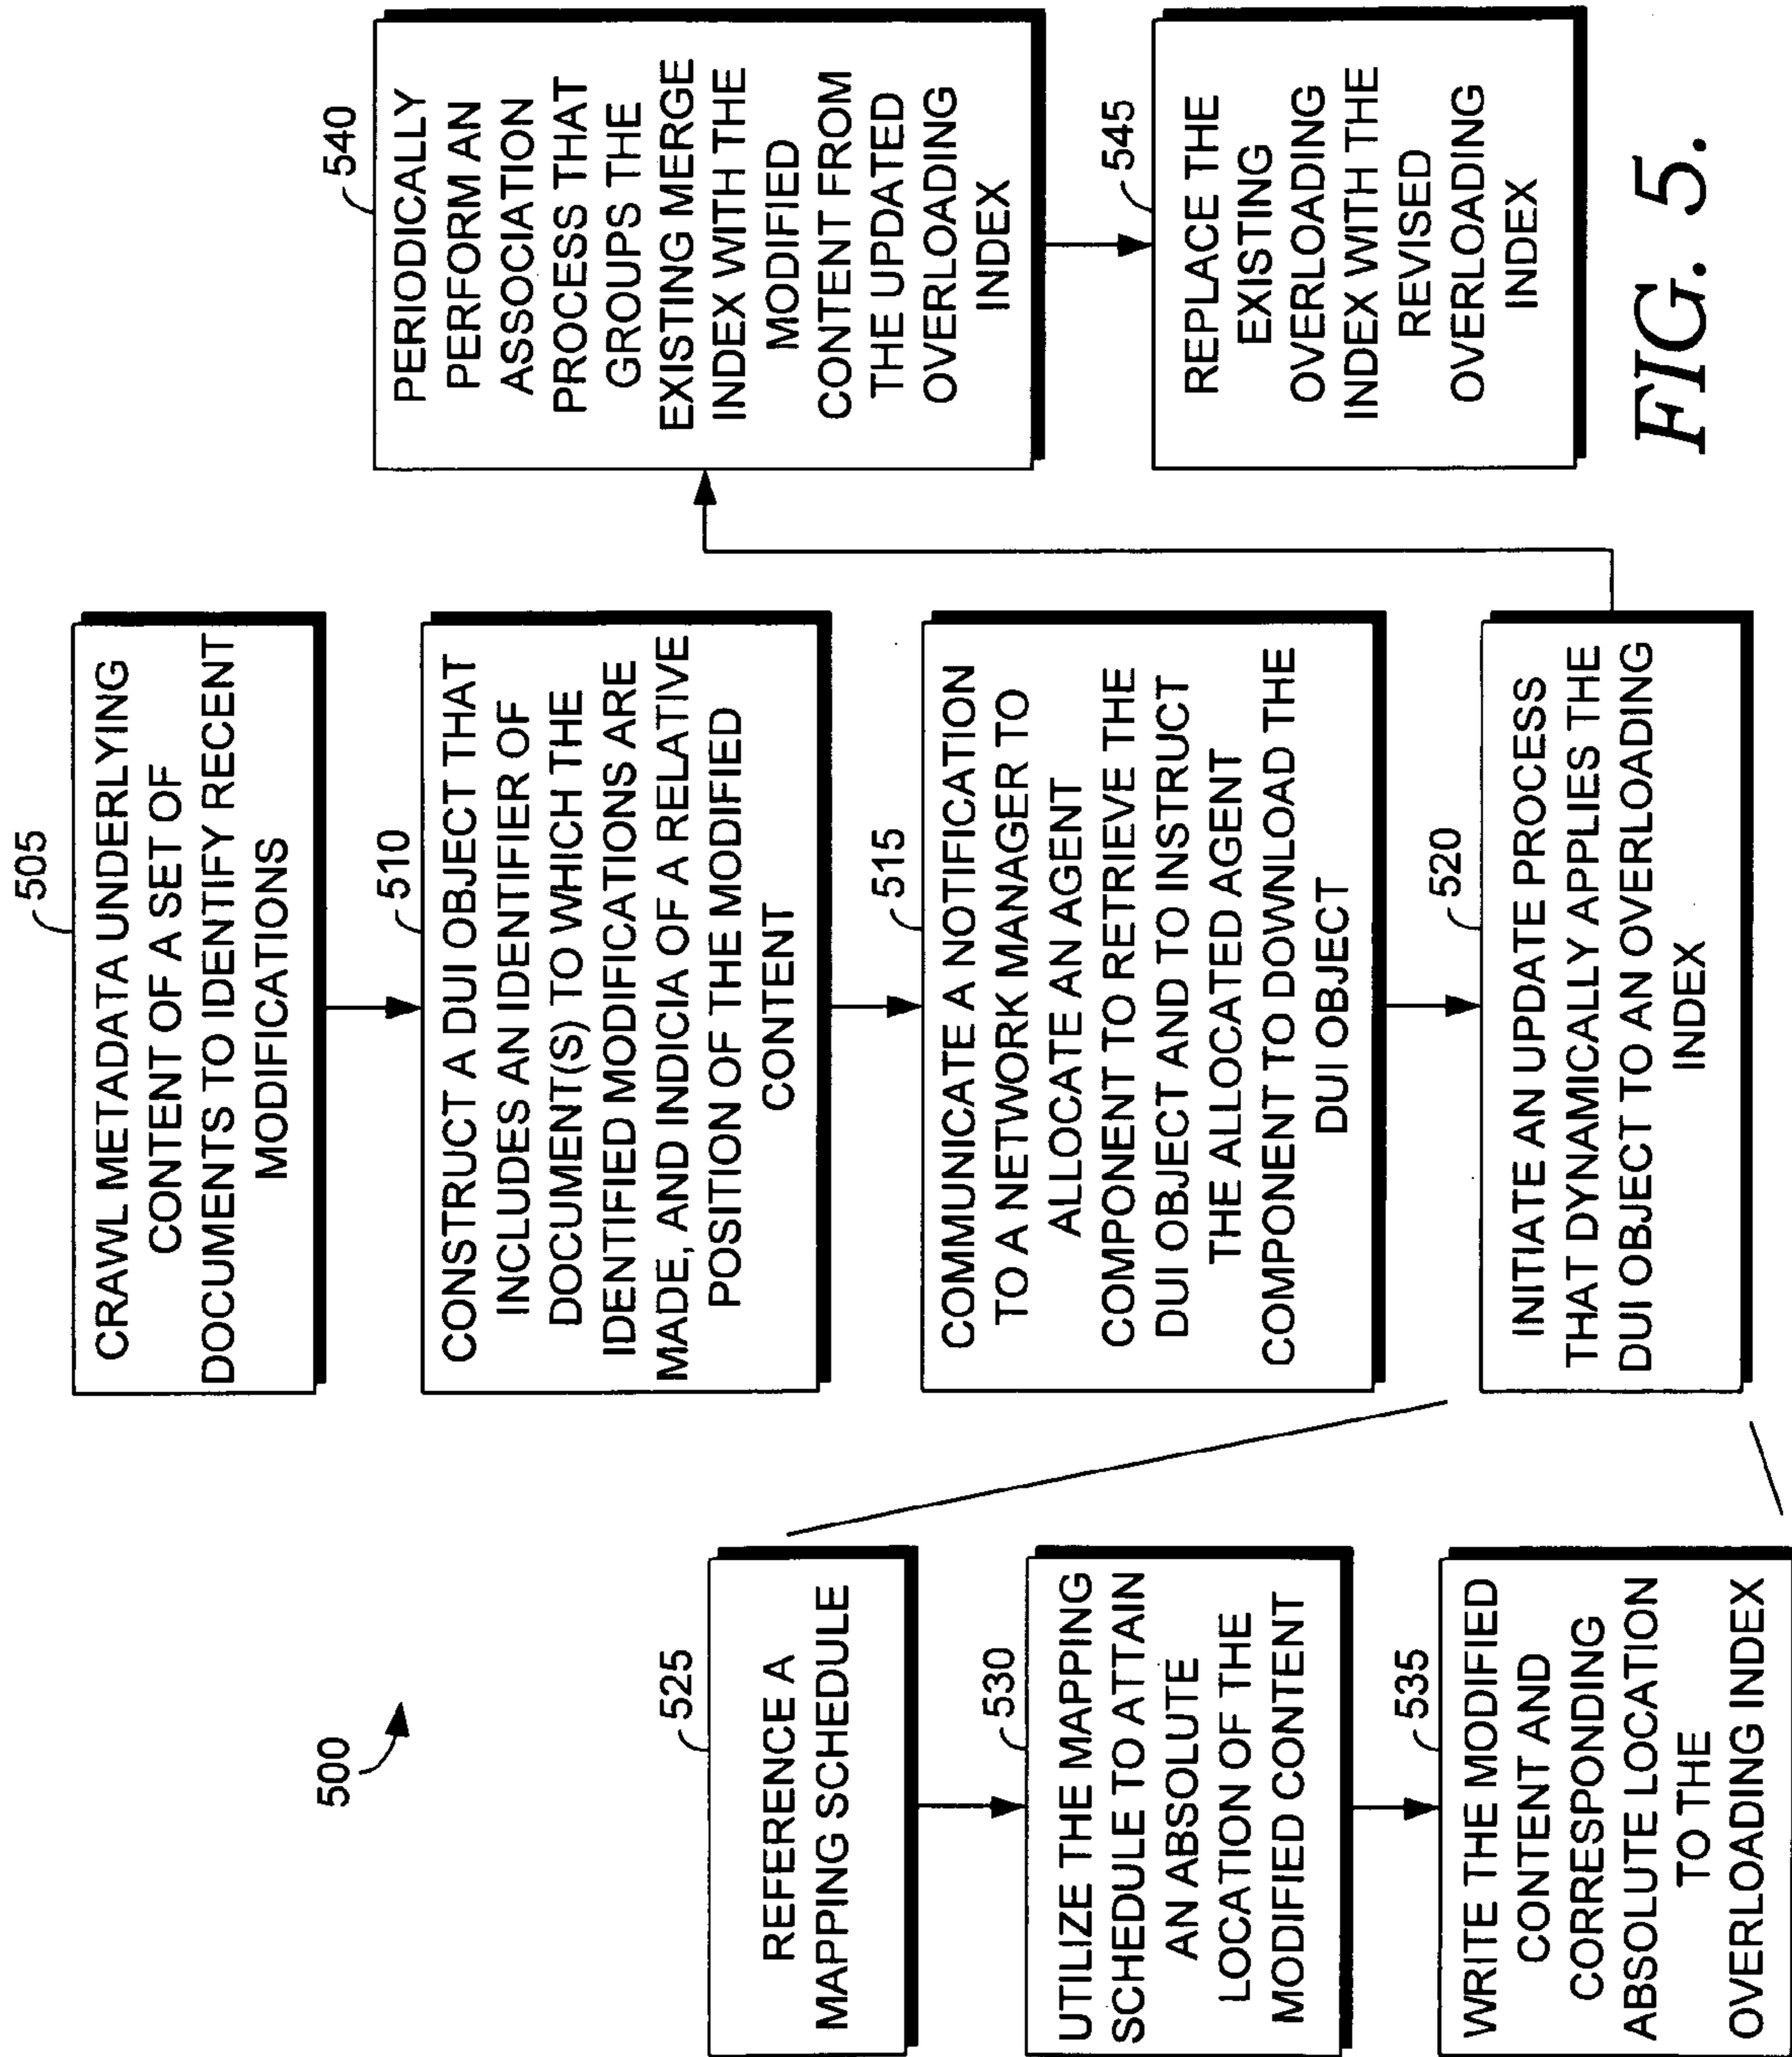 500
505
CRAWL METADATA UNDERLYING
CONTENT OF A SET OF
DOCUMENTS TO IDENTIFY RECENT
MODIFICATIONS
510
CONSTRUCT A DUI OBJECT THAT
INCLUDES AN IDENTIFIER OF
DOCUMENT(S) TO WHICH THE
IDENTIFIED MODIFICATIONS ARE
MADE, AND INDICIA OF A RELATIVE
POSITION OF THE MODIFIED
CONTENT
515
COMMUNICATE A NOTIFICATION
TO A NETWORK MANAGER TO
ALLOCATE AN AGENT
COMPONENT TO RETRIEVE THE
DUI OBJECT AND TO INSTRUCT
THE ALLOCATED AGENT
COMPONENT TO DOWNLOAD THE
DUI OBJECT
520
INITIATE AN UPDATE PROCESS
THAT DYNAMICALLY APPLIES THE
DUI OBJECT TO AN OVERLOADING
INDEX
525
REFERENCE A
MAPPING SCHEDULE
530
UTILIZE THE MAPPING
SCHEDULE TO ATTAIN
AN ABSOLUTE
LOCATION OF THE
MODIFIED CONTENT
535
WRITE THE MODIFIED
CONTENT AND
CORRESPONDING
ABSOLUTE LOCATION
TO THE
OVERLOADING INDEX
540
PERIODICALLY
PERFORM AN
ASSOCIATION
PROCESS THAT
GROUPS THE
EXISTING MERGE
INDEX WITH THE
MODIFIED
CONTENT FROM
THE UPDATED
OVERLOADING
INDEX
545
REPLACE THE
EXISTING
OVERLOADING
INDEX WITH THE
REVISED
OVERLOADING
INDEX
FIG. 5.